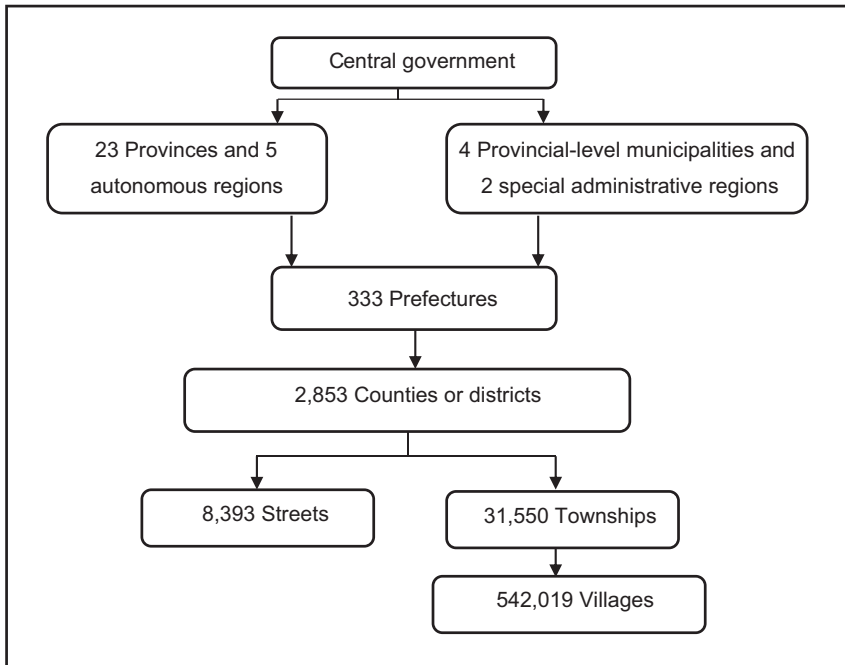 Central government
23 Provinces and 5
autonomous regions
4 Provincial-level municipalities and
2 special administrative regions
333 Prefectures
2,853 Counties or districts
8,393 Streets
31,550 Townships
542,019 Villages